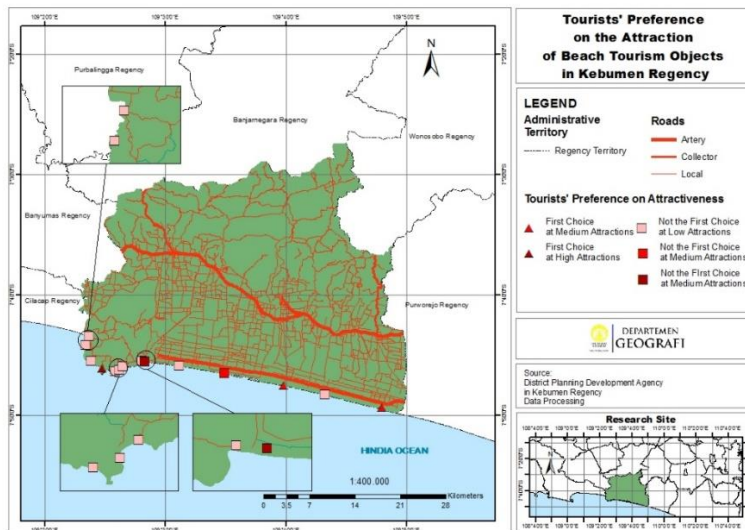 Tourists' Preference
on the Attraction
of Beach Tourism Objects
in Kebumen Regency
LEGEND
Administrative
Territory
Regency Territory
Roads
Artery
Collector
Local
Tourists' Preference on Attractiveness
First Choice
at Medium Attractions
First Choice
at High Attractions
Not the First Choice
at Low Attractions
Not the First Choice
at Medium Attractions
Not the First Choice
at Medium Attractions
DEPARTEMEN
GEOGRAFI
Source:
District Planning Development Agency
in Kebumen Regency
Data Processing
Research Site
N
Purbalingga Regency
Banjarnegara Regency
Wonosobo Regency
Banyumas Regency
Cilacap Regency
Purworejo Regency
HINDIA OCEAN
1:400.000
0 3.5 7 14 21 28
Kilometers